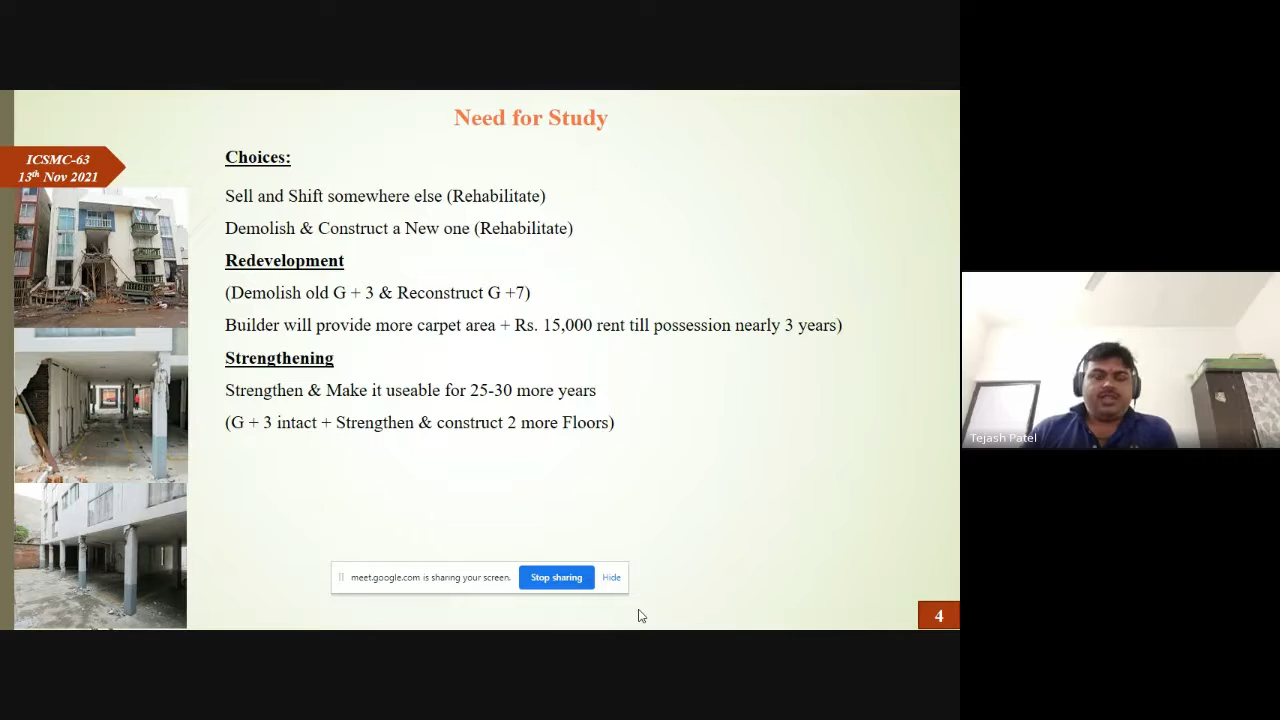 Need for Study
ICSMC-63
13th Nov 2021
Choices:
Sell and Shift somewhere else (Rehabilitate)
Demolish & Construct a New one (Rehabilitate)
Redevelopment
(Demolish old G + 3 & Reconstruct G +7)
Builder will provide more carpet area + Rs. 15,000 rent till possession nearly 3 years)
Strengthening
Strengthen & Make it useable for 25-30 more years
(G + 3 intact + Strengthen & construct 2 more Floors)
meet.google.com is sharing your screen.
Stop sharing
Hide
4
Tejash Patel